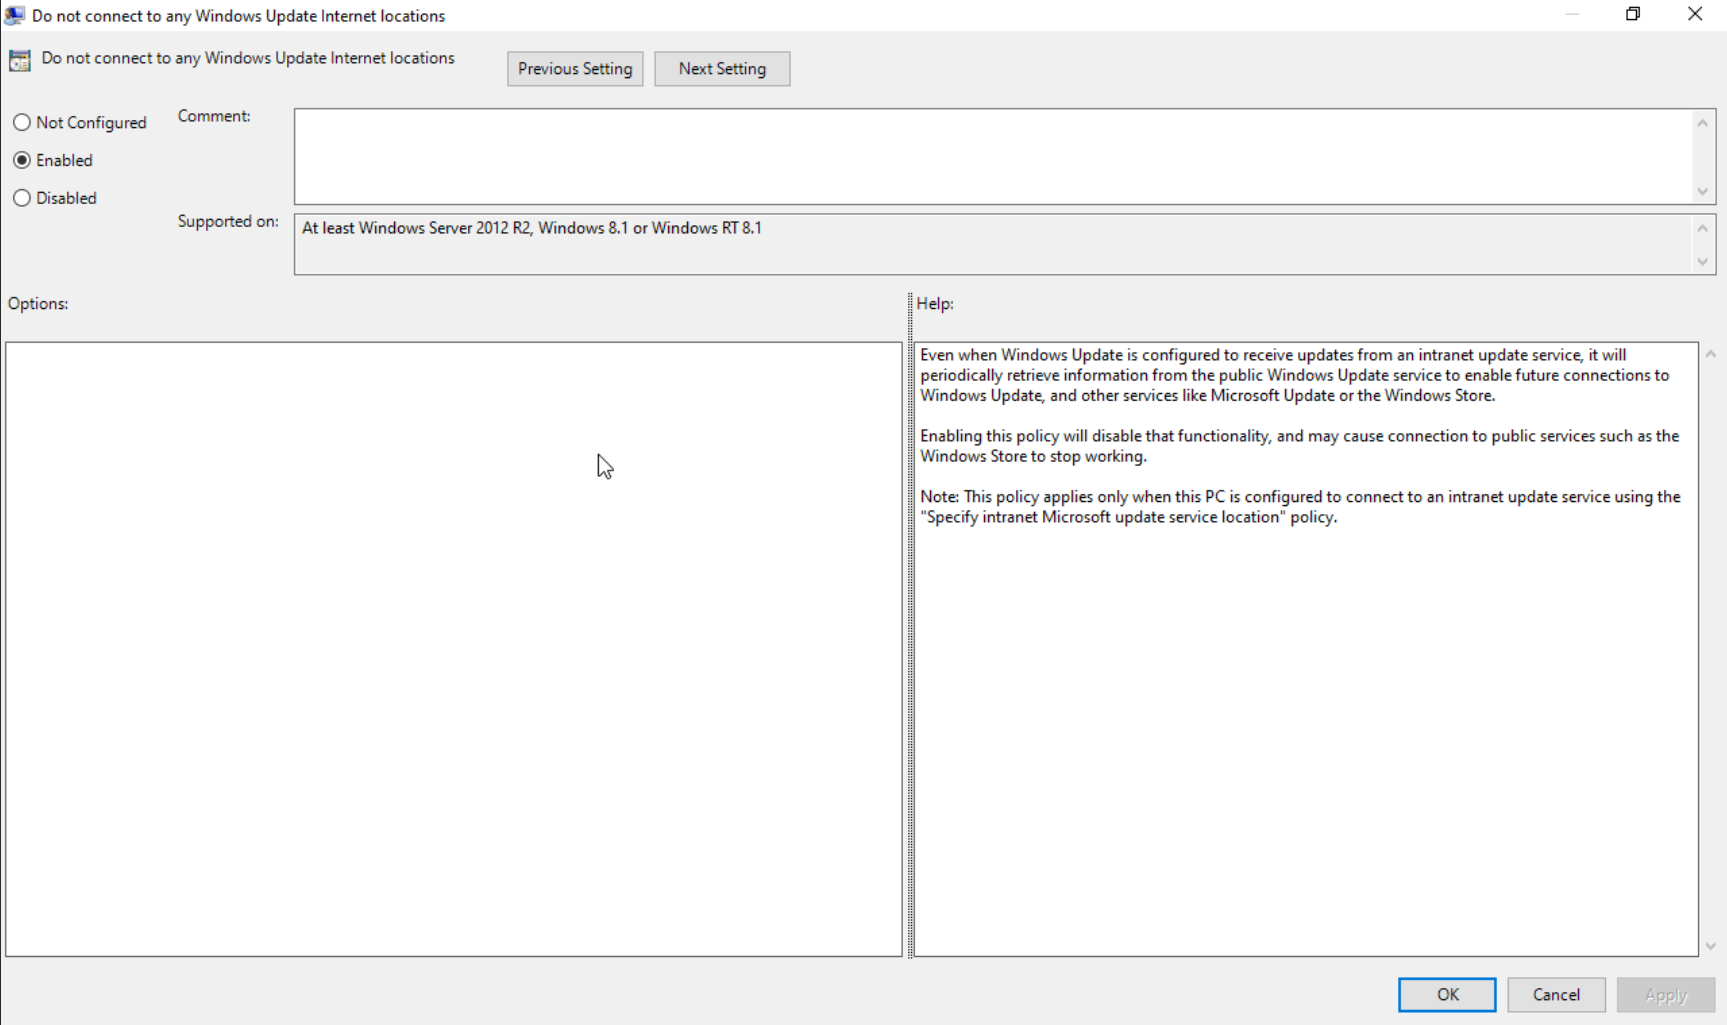 Do not connect to any Windows Update Internet locations
Do not connect to any Windows Update Internet locations
Previous Setting
Next Setting
Not Configured
Enabled
Disabled
Comment:
Supported on:
At least Windows Server 2012 R2, Windows 8.1 or Windows RT 8.1
Options:
Help:
Even when Windows Update is configured to receive updates from an intranet update service, it will
periodically retrieve information from the public Windows Update service to enable future connections to
Windows Update, and other services like Microsoft Update or the Windows Store.
Enabling this policy will disable that functionality, and may cause connection to public services such as the
Windows Store to stop working.
Note: This policy applies only when this PC is configured to connect to an intranet update service using the
"Specify intranet Microsoft update service location" policy.
OK
Cancel
Apply